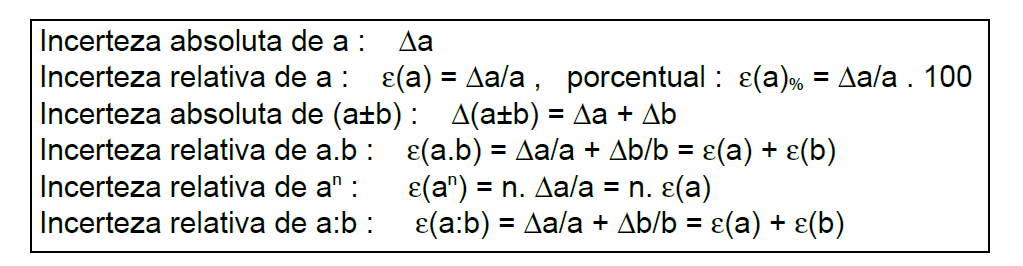 Incerteza absoluta de a : Δa
Incerteza relativa de a : ε(a) = Δa/a , porcentual : ε(a)% = Δa/a . 100
Incerteza absoluta de (a±b) : Δ(a±b) = Δa + Δb
Incerteza relativa de a.b : ε(a.b) = Δa/a + Δb/b = ε(a) + ε(b)
Incerteza relativa de aⁿ : ε(aⁿ) = n. Δa/a = n. ε(a)
Incerteza relativa de a:b : ε(a:b) = Δa/a + Δb/b = ε(a) + ε(b)